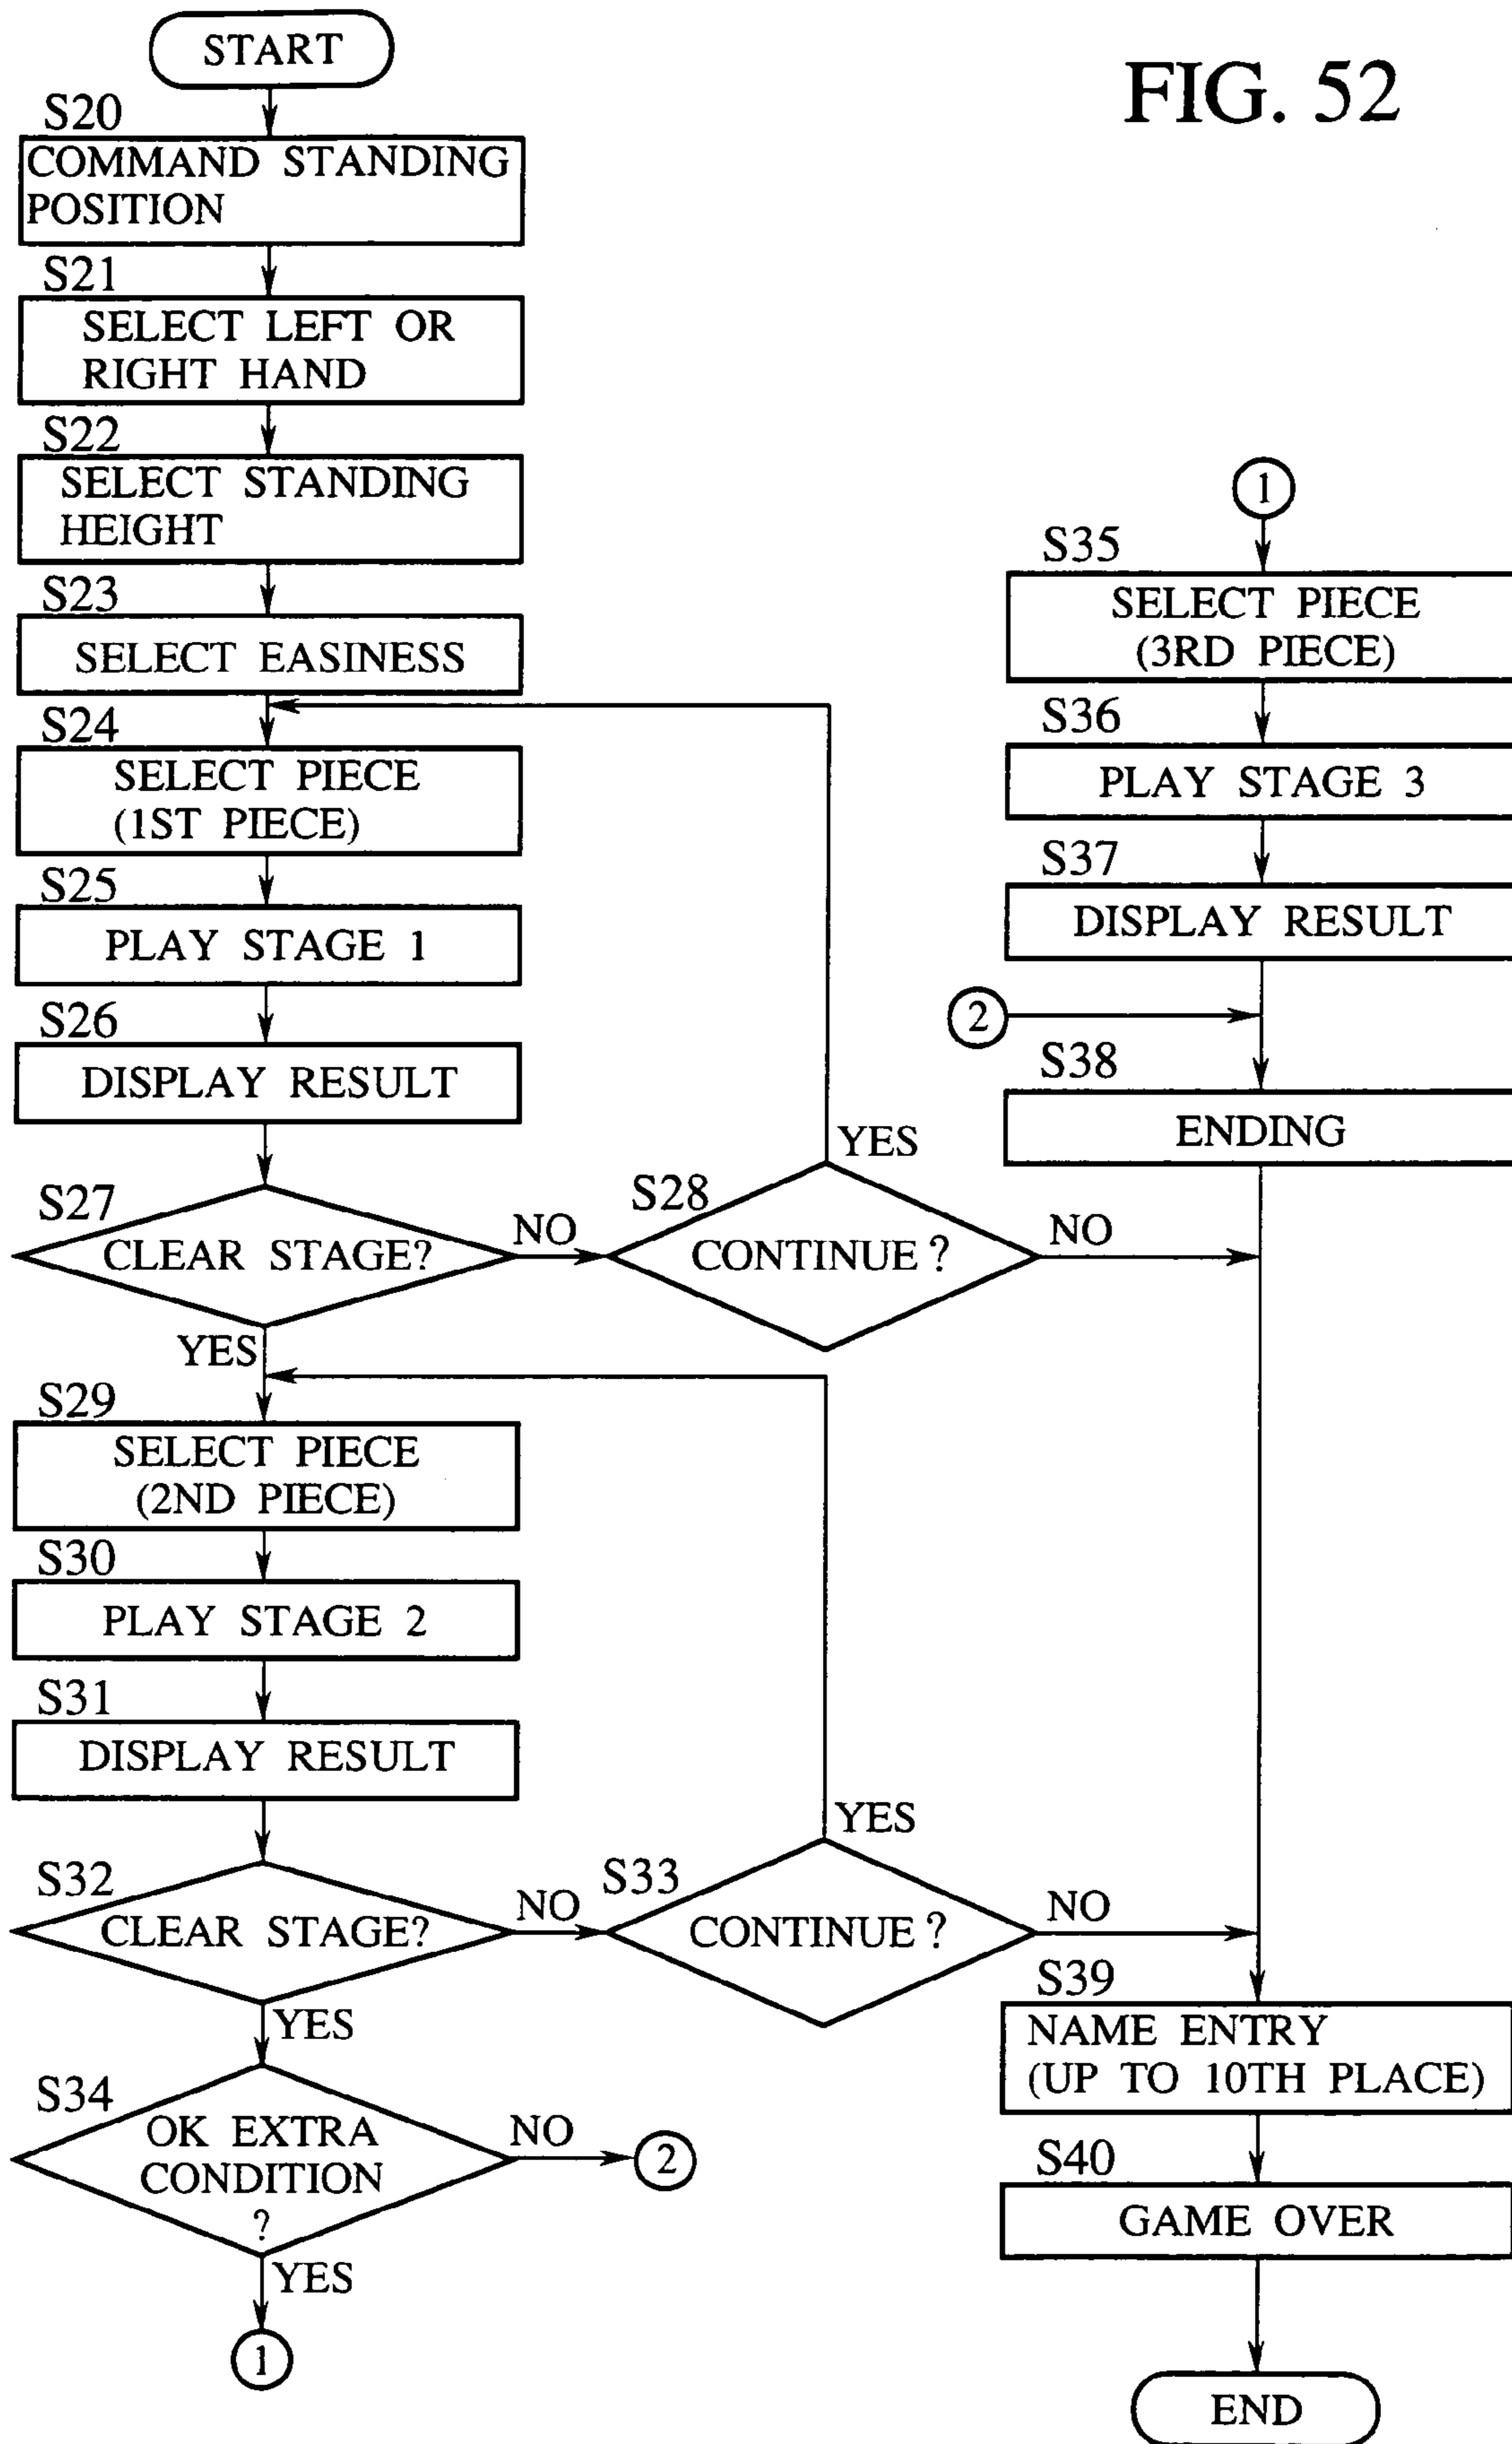 FIG. 52
START
S20
COMMAND STANDING
POSITION
S21
SELECT LEFT OR
RIGHT HAND
S22
SELECT STANDING
HEIGHT
S23
SELECT EASINESS
S24
SELECT PIECE
(1ST PIECE)
S25
PLAY STAGE 1
S26
DISPLAY RESULT
S27
CLEAR STAGE?
NO
YES
S28
CONTINUE ?
YES
NO
S29
SELECT PIECE
(2ND PIECE)
S30
PLAY STAGE 2
S31
DISPLAY RESULT
S32
CLEAR STAGE?
NO
YES
S33
CONTINUE ?
YES
NO
S34
OK EXTRA
CONDITION
?
NO
2
YES
1
1
S35
SELECT PIECE
(3RD PIECE)
S36
PLAY STAGE 3
S37
DISPLAY RESULT
2
S38
ENDING
S39
NAME ENTRY
(UP TO 10TH PLACE)
S40
GAME OVER
END